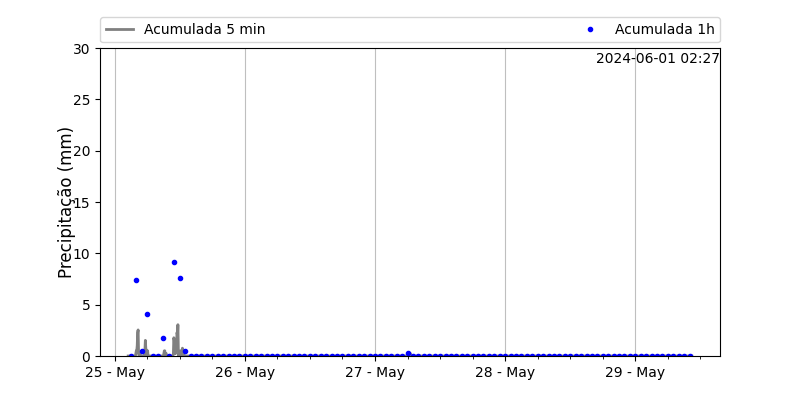 Acumulada 5 min
Acumulada 1h
2024-06-01 02:27
Precipitação (mm)
30
25
20
15
10
5
0
25 - May
26 - May
27 - May
28 - May
29 - May